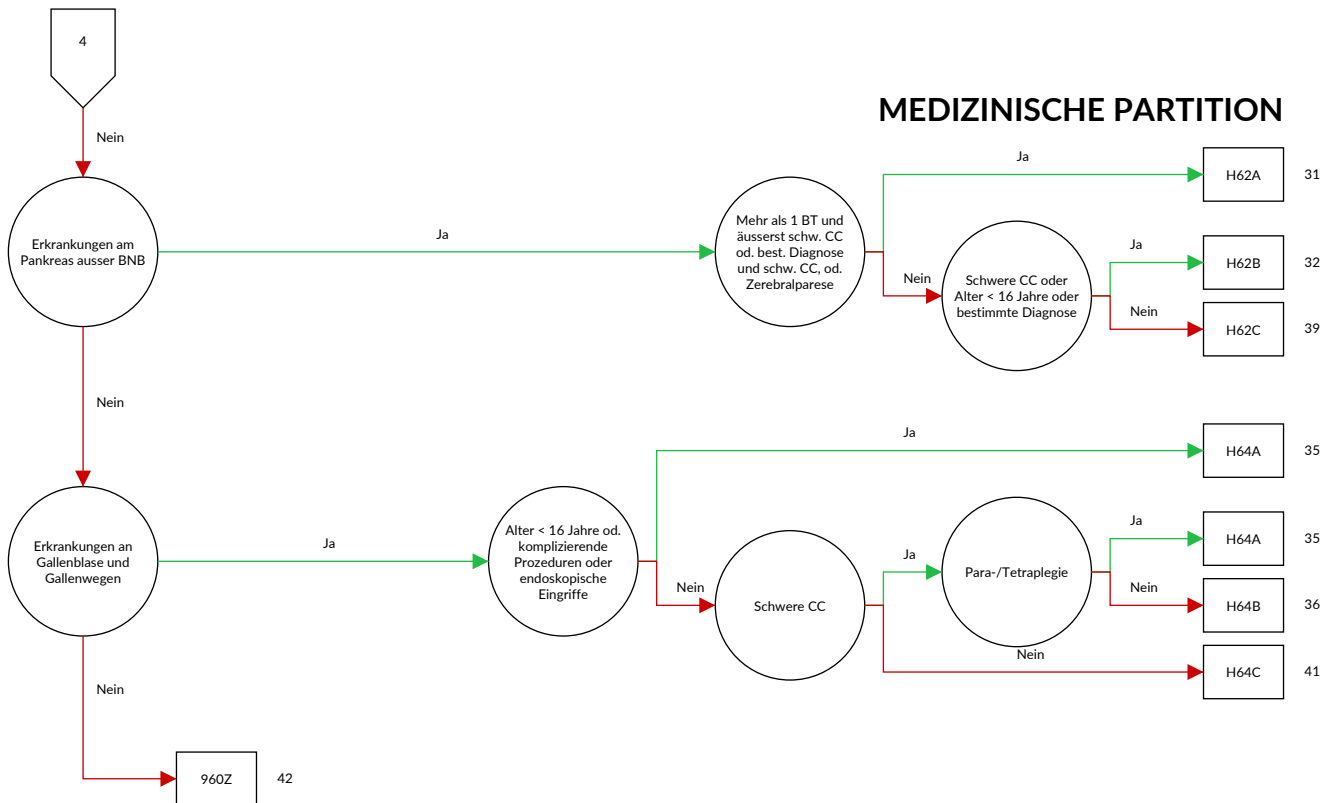 4
Nein
MEDIZINISCHE PARTITION
Erkrankungen am
Pankreas ausser BNB
Ja
Mehr als 1 BT und
äusserst schw. CC
od. best. Diagnose
und schw. CC, od.
Zerebralparese
Ja
H62A
31
Nein
Schwere CC oder
Alter < 16 Jahre oder
bestimmte Diagnose
Ja
H62B
32
Nein
H62C
39
Nein
Erkrankungen an
Gallenblase und
Gallenwegen
Ja
Alter < 16 Jahre od.
komplizierende
Prozeduren oder
endoskopische
Eingriffe
Ja
H64A
35
Nein
Schwere CC
Ja
Para-/Tetraplegie
Ja
H64A
35
Nein
H64B
36
Nein
H64C
41
Nein
960Z
42